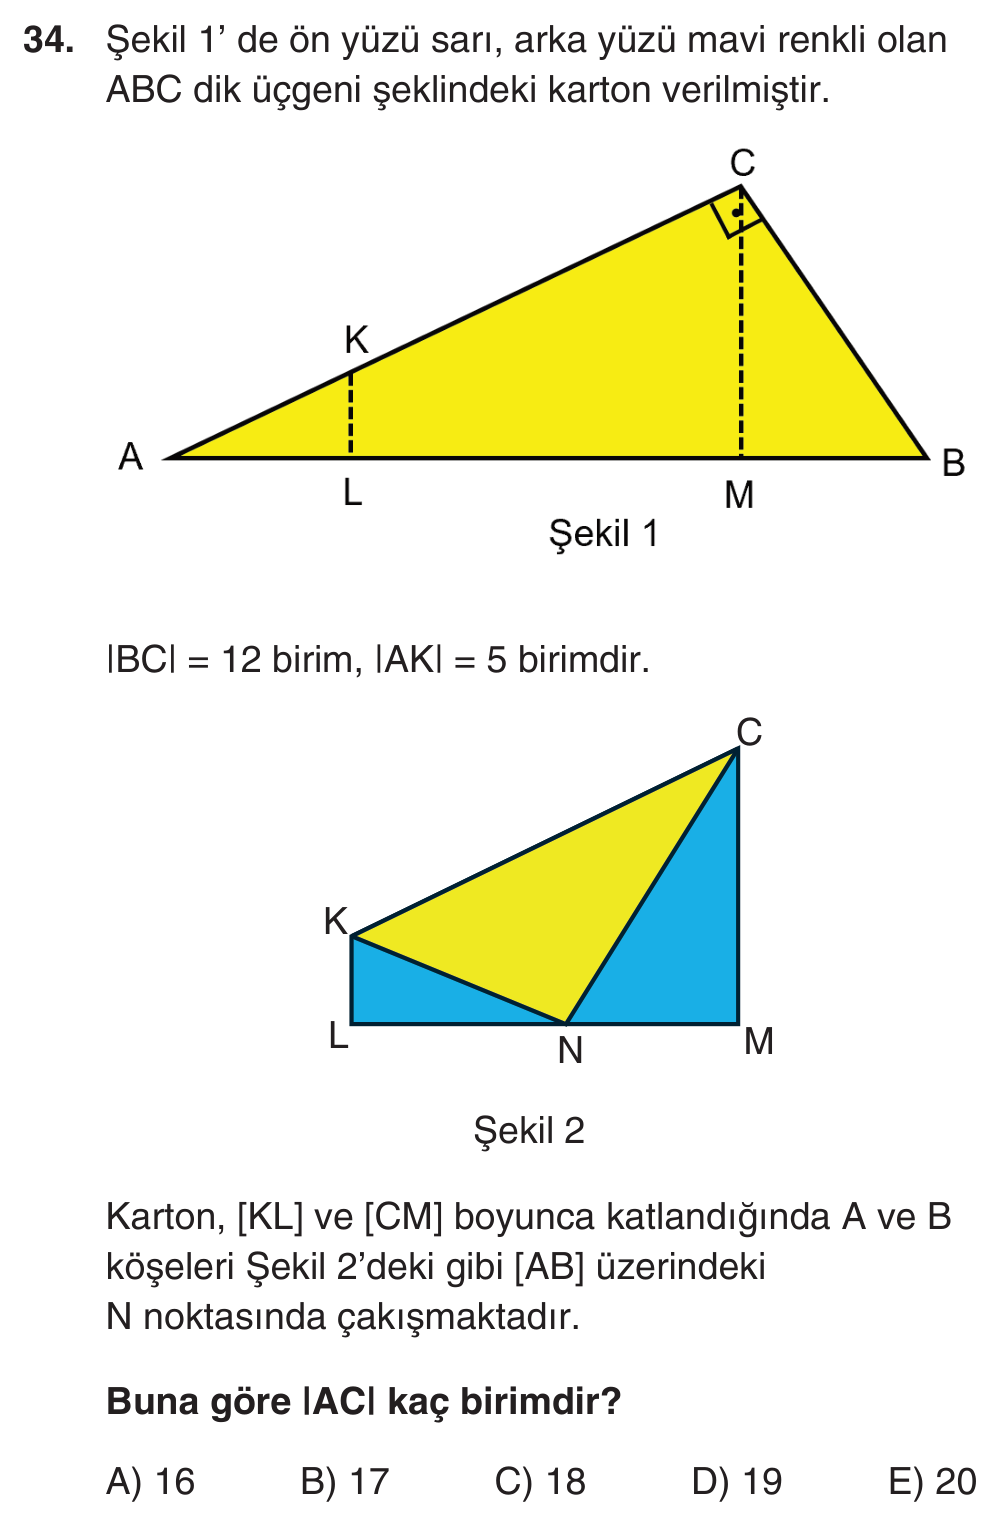 34. Şekil 1’ de ön yüzü sarı, arka yüzü mavi renkli olan
ABC dik üçgeni şeklindeki karton verilmiştir.
C
K
A
B
L
M
Şekil 1
|BC| = 12 birim, |AK| = 5 birimdir.
C
K
L
N
M
Şekil 2
Karton, [KL] ve [CM] boyunca katlandığında A ve B
köşeleri Şekil 2’deki gibi [AB] üzerindeki
N noktasında çakışmaktadır.
Buna göre |AC| kaç birimdir?
A) 16 B) 17 C) 18 D) 19 E) 20